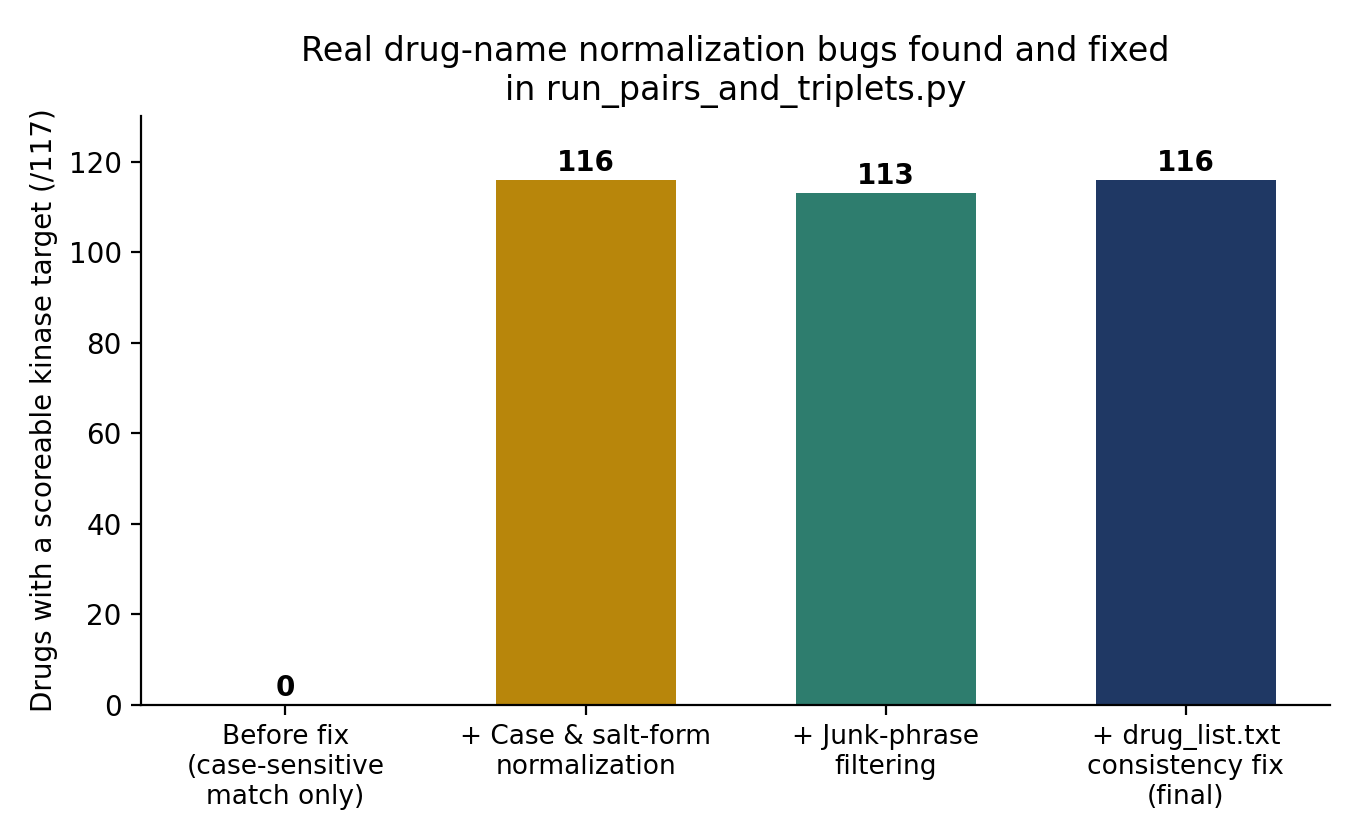 Real drug-name normalization bugs found and fixed
in run_pairs_and_triplets.py
Drugs with a scoreable kinase target (/117)
120
100
80
60
40
20
0
0
116
113
116
Before fix
(case-sensitive
match only)
+ Case & salt-form
normalization
+ Junk-phrase
filtering
+ drug_list.txt
consistency fix
(final)